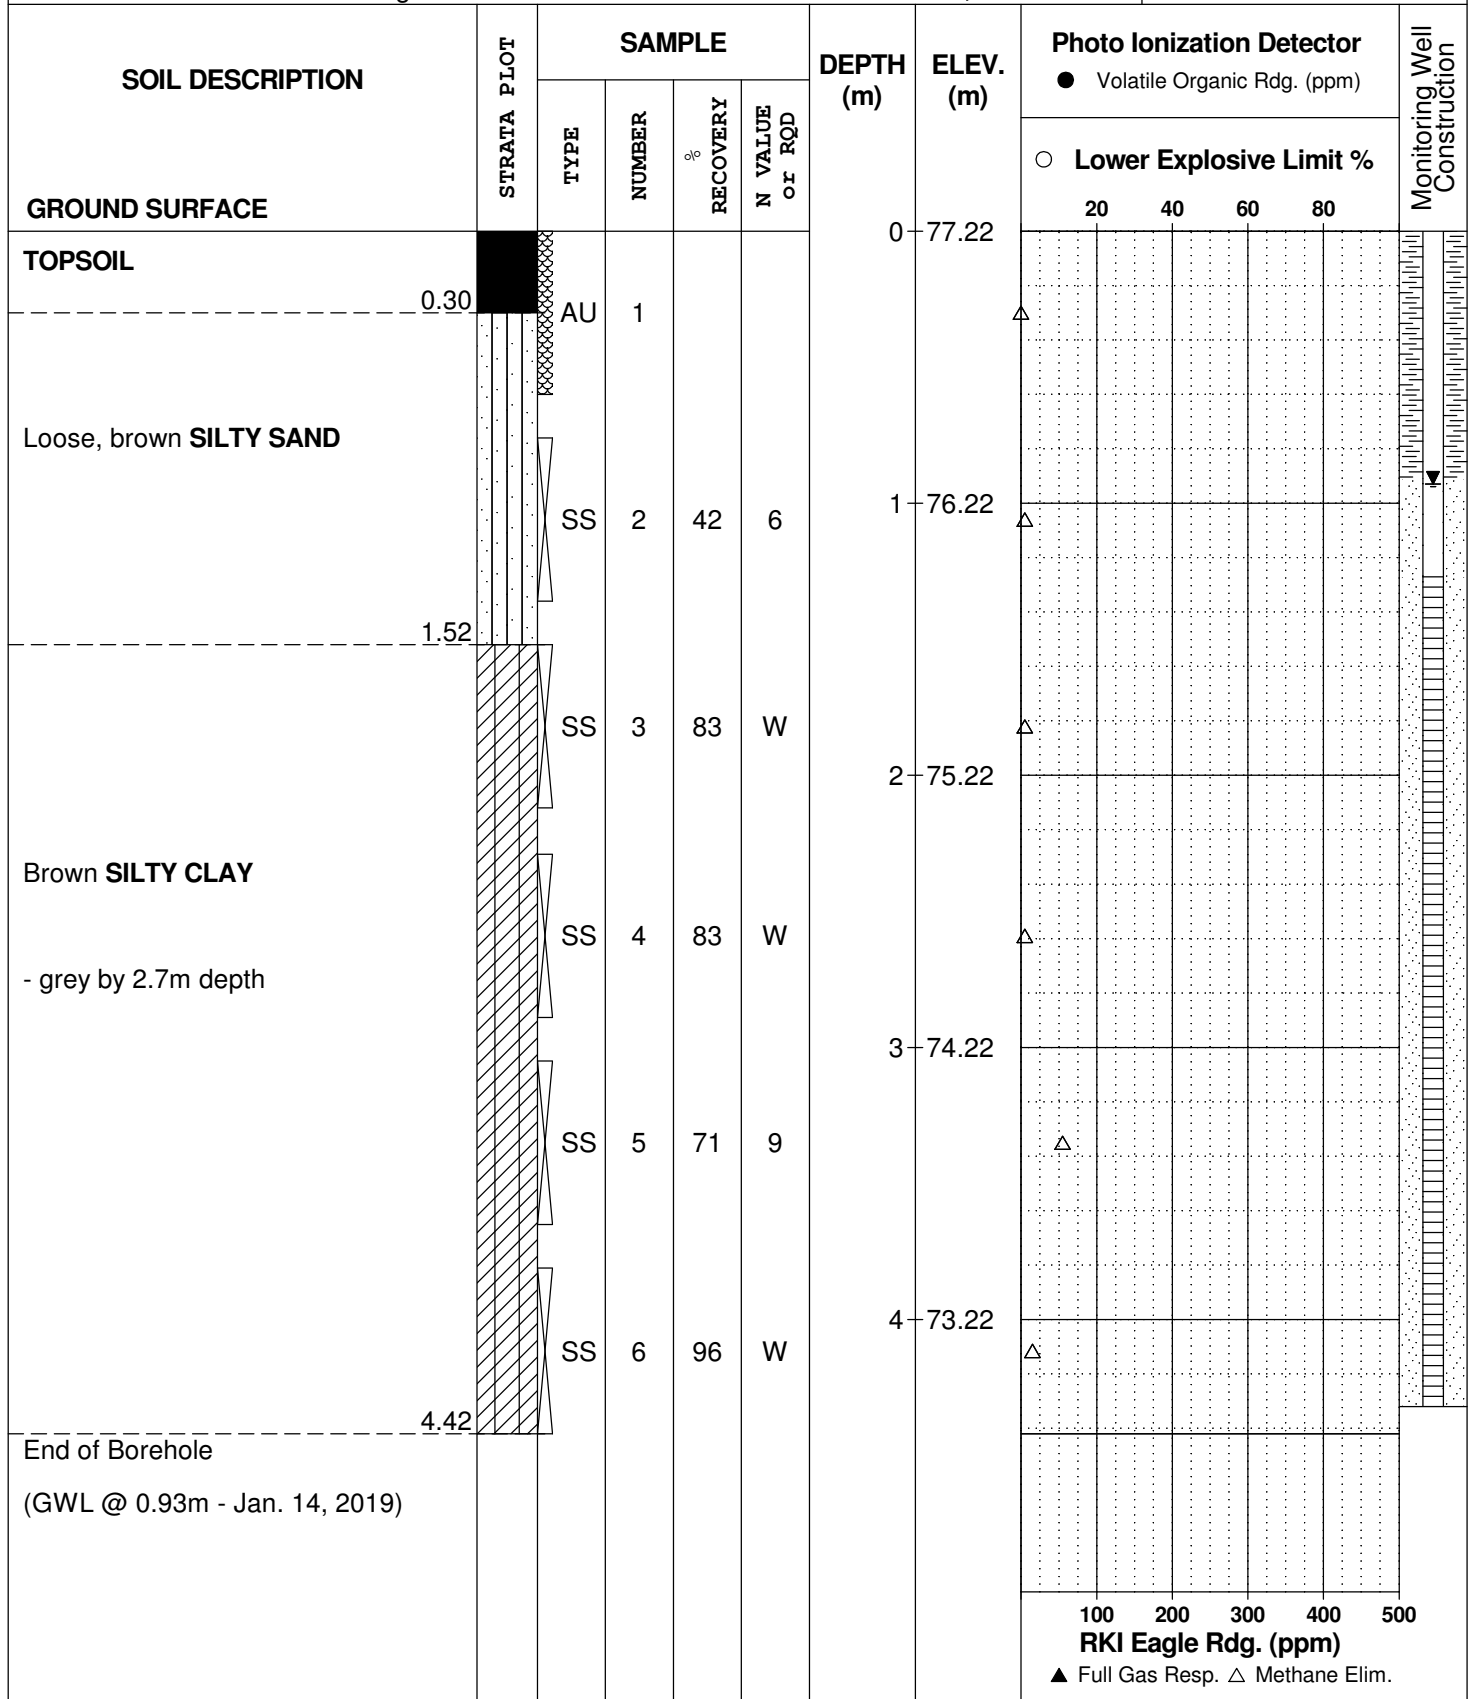 SOIL DESCRIPTION
GROUND SURFACE
STRATA PLOT
SAMPLE
TYPE
NUMBER
%
RECOVERY
N VALUE
or RQD
DEPTH
(m)
ELEV.
(m)
Photo Ionization Detector
● Volatile Organic Rdg. (ppm)
○ Lower Explosive Limit %
20 40 60 80
Monitoring Well
Construction
0 77.22
TOPSOIL
0.30
AU 1
Loose, brown SILTY SAND
1 76.22
SS 2 42 6
1.52
SS 3 83 W
2 75.22
Brown SILTY CLAY
SS 4 83 W
- grey by 2.7m depth
3 74.22
SS 5 71 9
4 73.22
SS 6 96 W
4.42
End of Borehole
(GWL @ 0.93m - Jan. 14, 2019)
100 200 300 400 500
RKI Eagle Rdg. (ppm)
▲ Full Gas Resp. △ Methane Elim.